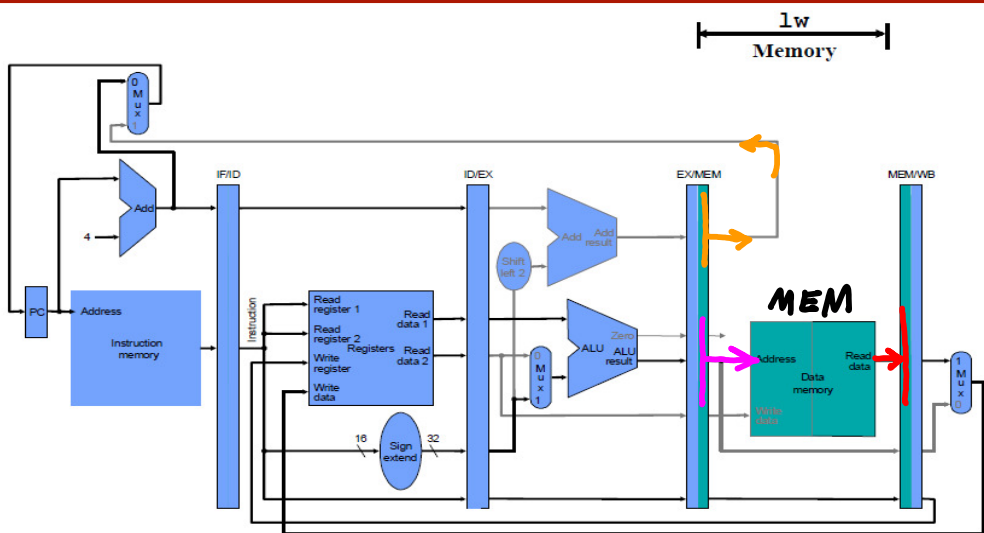 lw
Memory
0
M
u
x
1
IF/ID
ID/EX
EX/MEM
MEM/WB
Add
4
Add
Add
result
Shift
left 2
MEM
PC
Address
Instruction
memory
Instruction
Read
register 1
Read
data 1
Read
register 2
Registers
Read
data 2
Write
register
Write
data
0
M
u
x
1
Zero
ALU
ALU
result
Address
Read
data
Data
memory
Write
data
1
M
u
x
0
16
Sign
extend
32